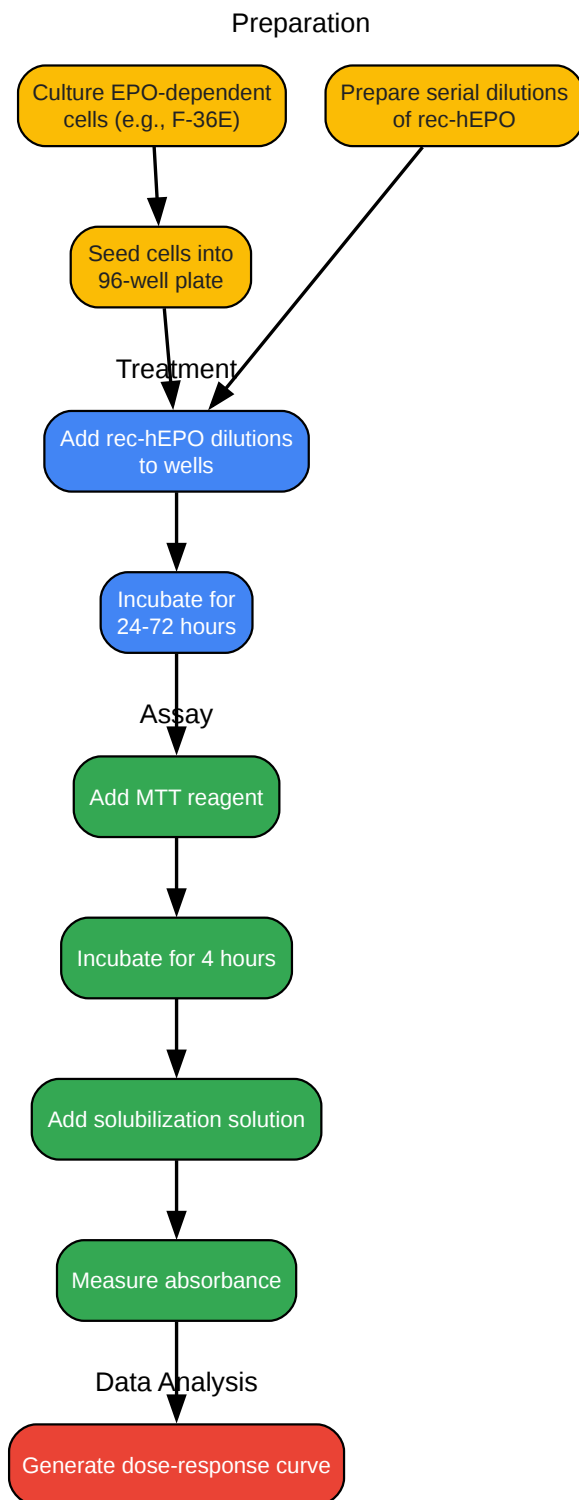 Preparation
Culture EPO-dependent
cells (e.g., F-36E)
Prepare serial dilutions
of rec-hEPO
Seed cells into
96-well plate
Treatment
Add rec-hEPO dilutions
to wells
Incubate for
24-72 hours
Assay
Add MTT reagent
Incubate for 4 hours
Add solubilization solution
Measure absorbance
Data Analysis
Generate dose-response curve